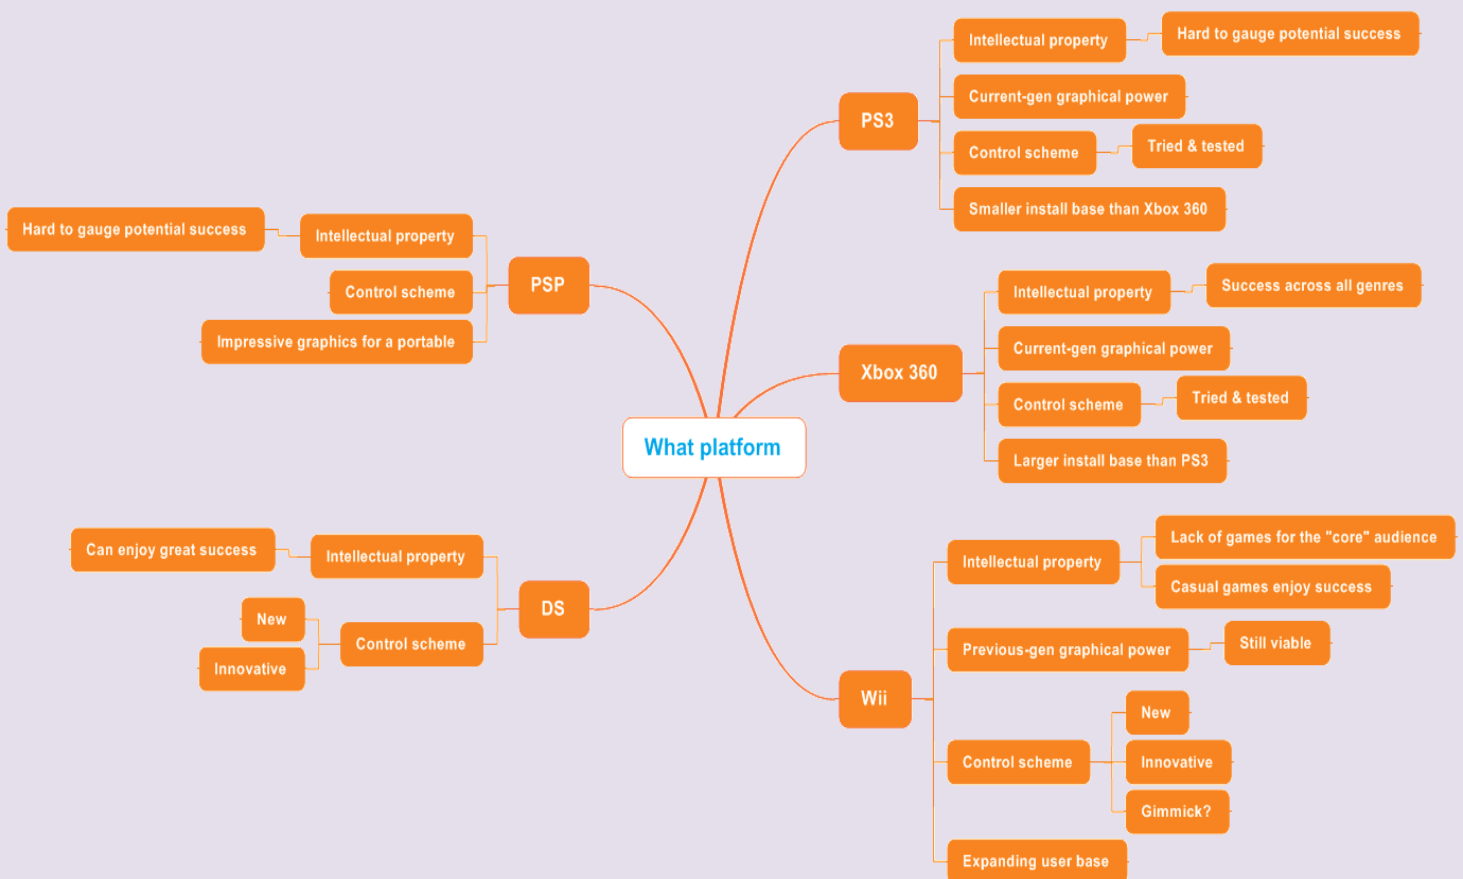 What platform
PS3
Intellectual property
Hard to gauge potential success
Current-gen graphical power
Control scheme
Tried & tested
Smaller install base than Xbox 360
Xbox 360
Intellectual property
Success across all genres
Current-gen graphical power
Control scheme
Tried & tested
Larger install base than PS3
Wii
Intellectual property
Lack of games for the "core" audience
Casual games enjoy success
Previous-gen graphical power
Still viable
Control scheme
New
Innovative
Gimmick?
Expanding user base
PSP
Intellectual property
Hard to gauge potential success
Control scheme
Impressive graphics for a portable
DS
Intellectual property
Can enjoy great success
Control scheme
New
Innovative